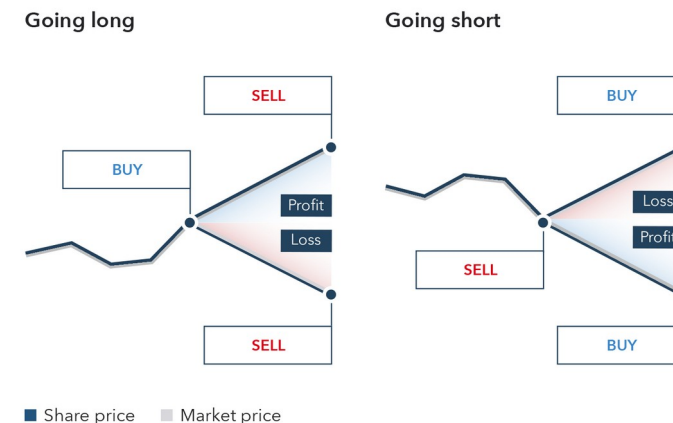 Going long
SELL
BUY
Profit
Loss
SELL
Going short
BUY
Loss
Profit
SELL
BUY
Share price
Market price